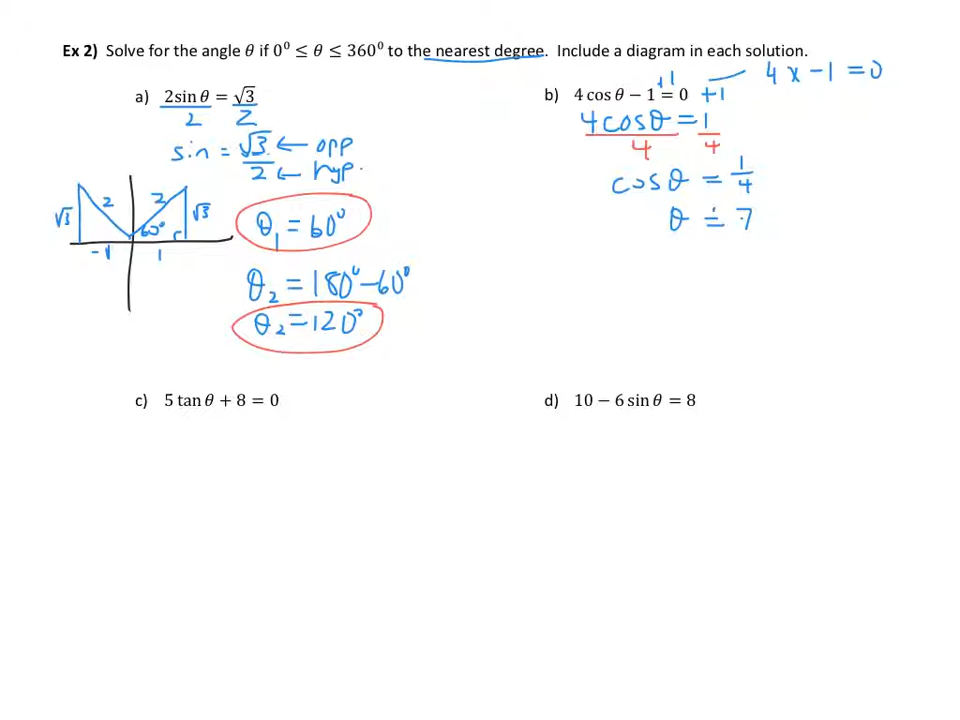 Ex 2) Solve for the angle θ if 0⁰ ≤ θ ≤ 360⁰ to the nearest degree. Include a diagram in each solution.
a) 2sin θ = √3
2 2
sin = √3/2 ← opp
← hyp.
√3 2 2 √3
60°
-1 1
θ₁ = 60°
θ₂ = 180° - 60°
θ₂ = 120°
b) 4 cos θ − 1 = 0
+1 +1
4x - 1 = 0
4cosθ = 1
4 4
cosθ = 1/4
θ ≐ 7
c) 5 tan θ + 8 = 0
d) 10 − 6 sin θ = 8